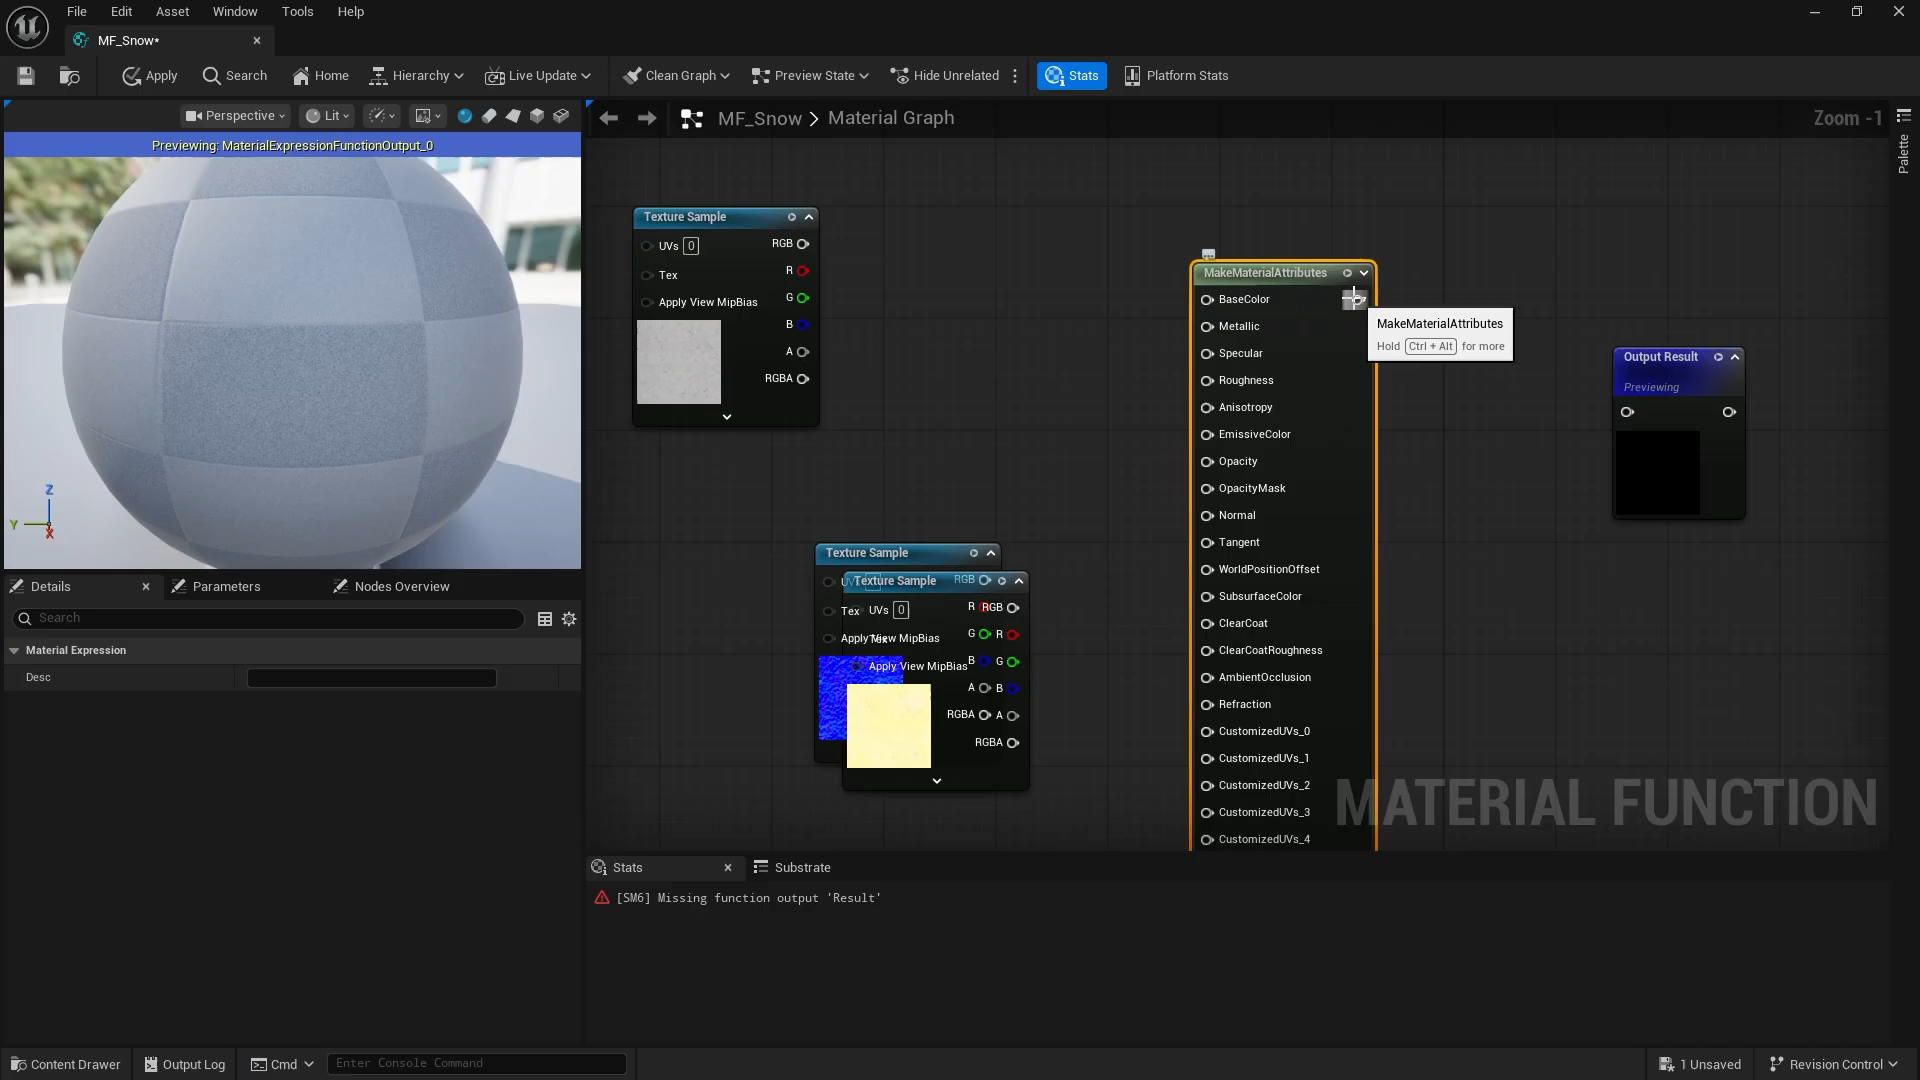 File Edit Asset Window Tools Help
MF_Snow*
Apply Search Home Hierarchy Live Update Clean Graph Preview State Hide Unrelated Stats Platform Stats
Perspective Lit
Previewing: MaterialExpressionFunctionOutput_0
Z
Y
X
MF_Snow > Material Graph
Zoom -1
Palette
Texture Sample
UVs 0
RGB
Tex
R
Apply View MipBias
G
B
A
RGBA
Texture Sample
UVs
RGB
Tex
R
Apply View MipBias
G
B
A
RGBA
Texture Sample
UVs 0
RGB
Tex
R
Apply View MipBias
G
B
A
RGBA
MakeMaterialAttributes
BaseColor
Metallic
Specular
Roughness
Anisotropy
EmissiveColor
Opacity
OpacityMask
Normal
Tangent
WorldPositionOffset
SubsurfaceColor
ClearCoat
ClearCoatRoughness
AmbientOcclusion
Refraction
CustomizedUVs_0
CustomizedUVs_1
CustomizedUVs_2
CustomizedUVs_3
CustomizedUVs_4
MakeMaterialAttributes
Hold Ctrl + Alt for more
Output Result
Previewing
MATERIAL FUNCTION
Details Parameters Nodes Overview
Search
Material Expression
Desc
Stats Substrate
[SM6] Missing function output 'Result'
Content Drawer Output Log Cmd Enter Console Command 1 Unsaved Revision Control